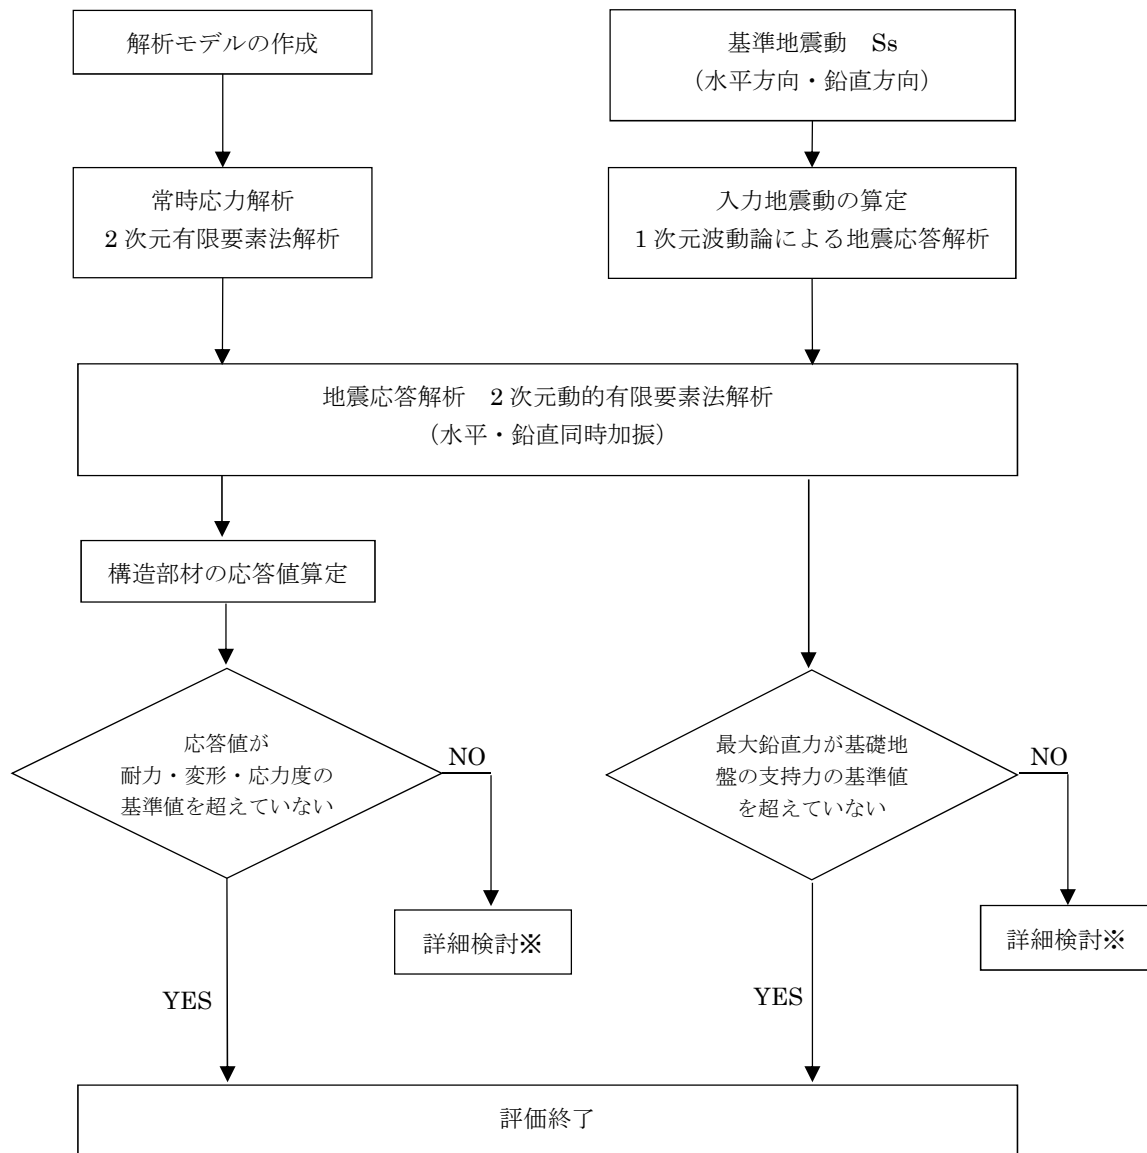 解析モデルの作成
基準地震動　Ss
（水平方向・鉛直方向）
常時応力解析
2 次元有限要素法解析
入力地震動の算定
1 次元波動論による地震応答解析
地震応答解析　2 次元動的有限要素法解析
（水平・鉛直同時加振）
構造部材の応答値算定
応答値が
耐力・変形・応力度の
基準値を超えていない
NO
最大鉛直力が基礎地
盤の支持力の基準値
を超えていない
NO
詳細検討※
詳細検討※
YES
YES
評価終了